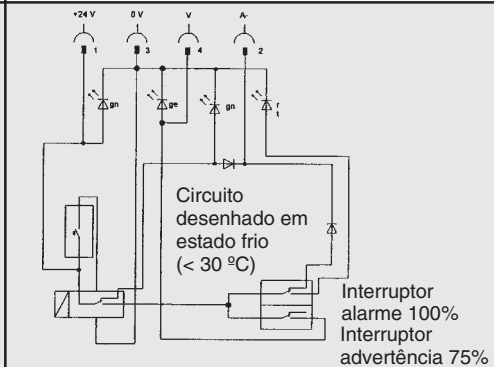 +24 V 0 V V A-
1 3 4 2
gn ge gn r
t
Circuito
desenhado em
estado frio
(< 30 ºC)
Interruptor
alarme 100%
Interruptor
advertência 75%